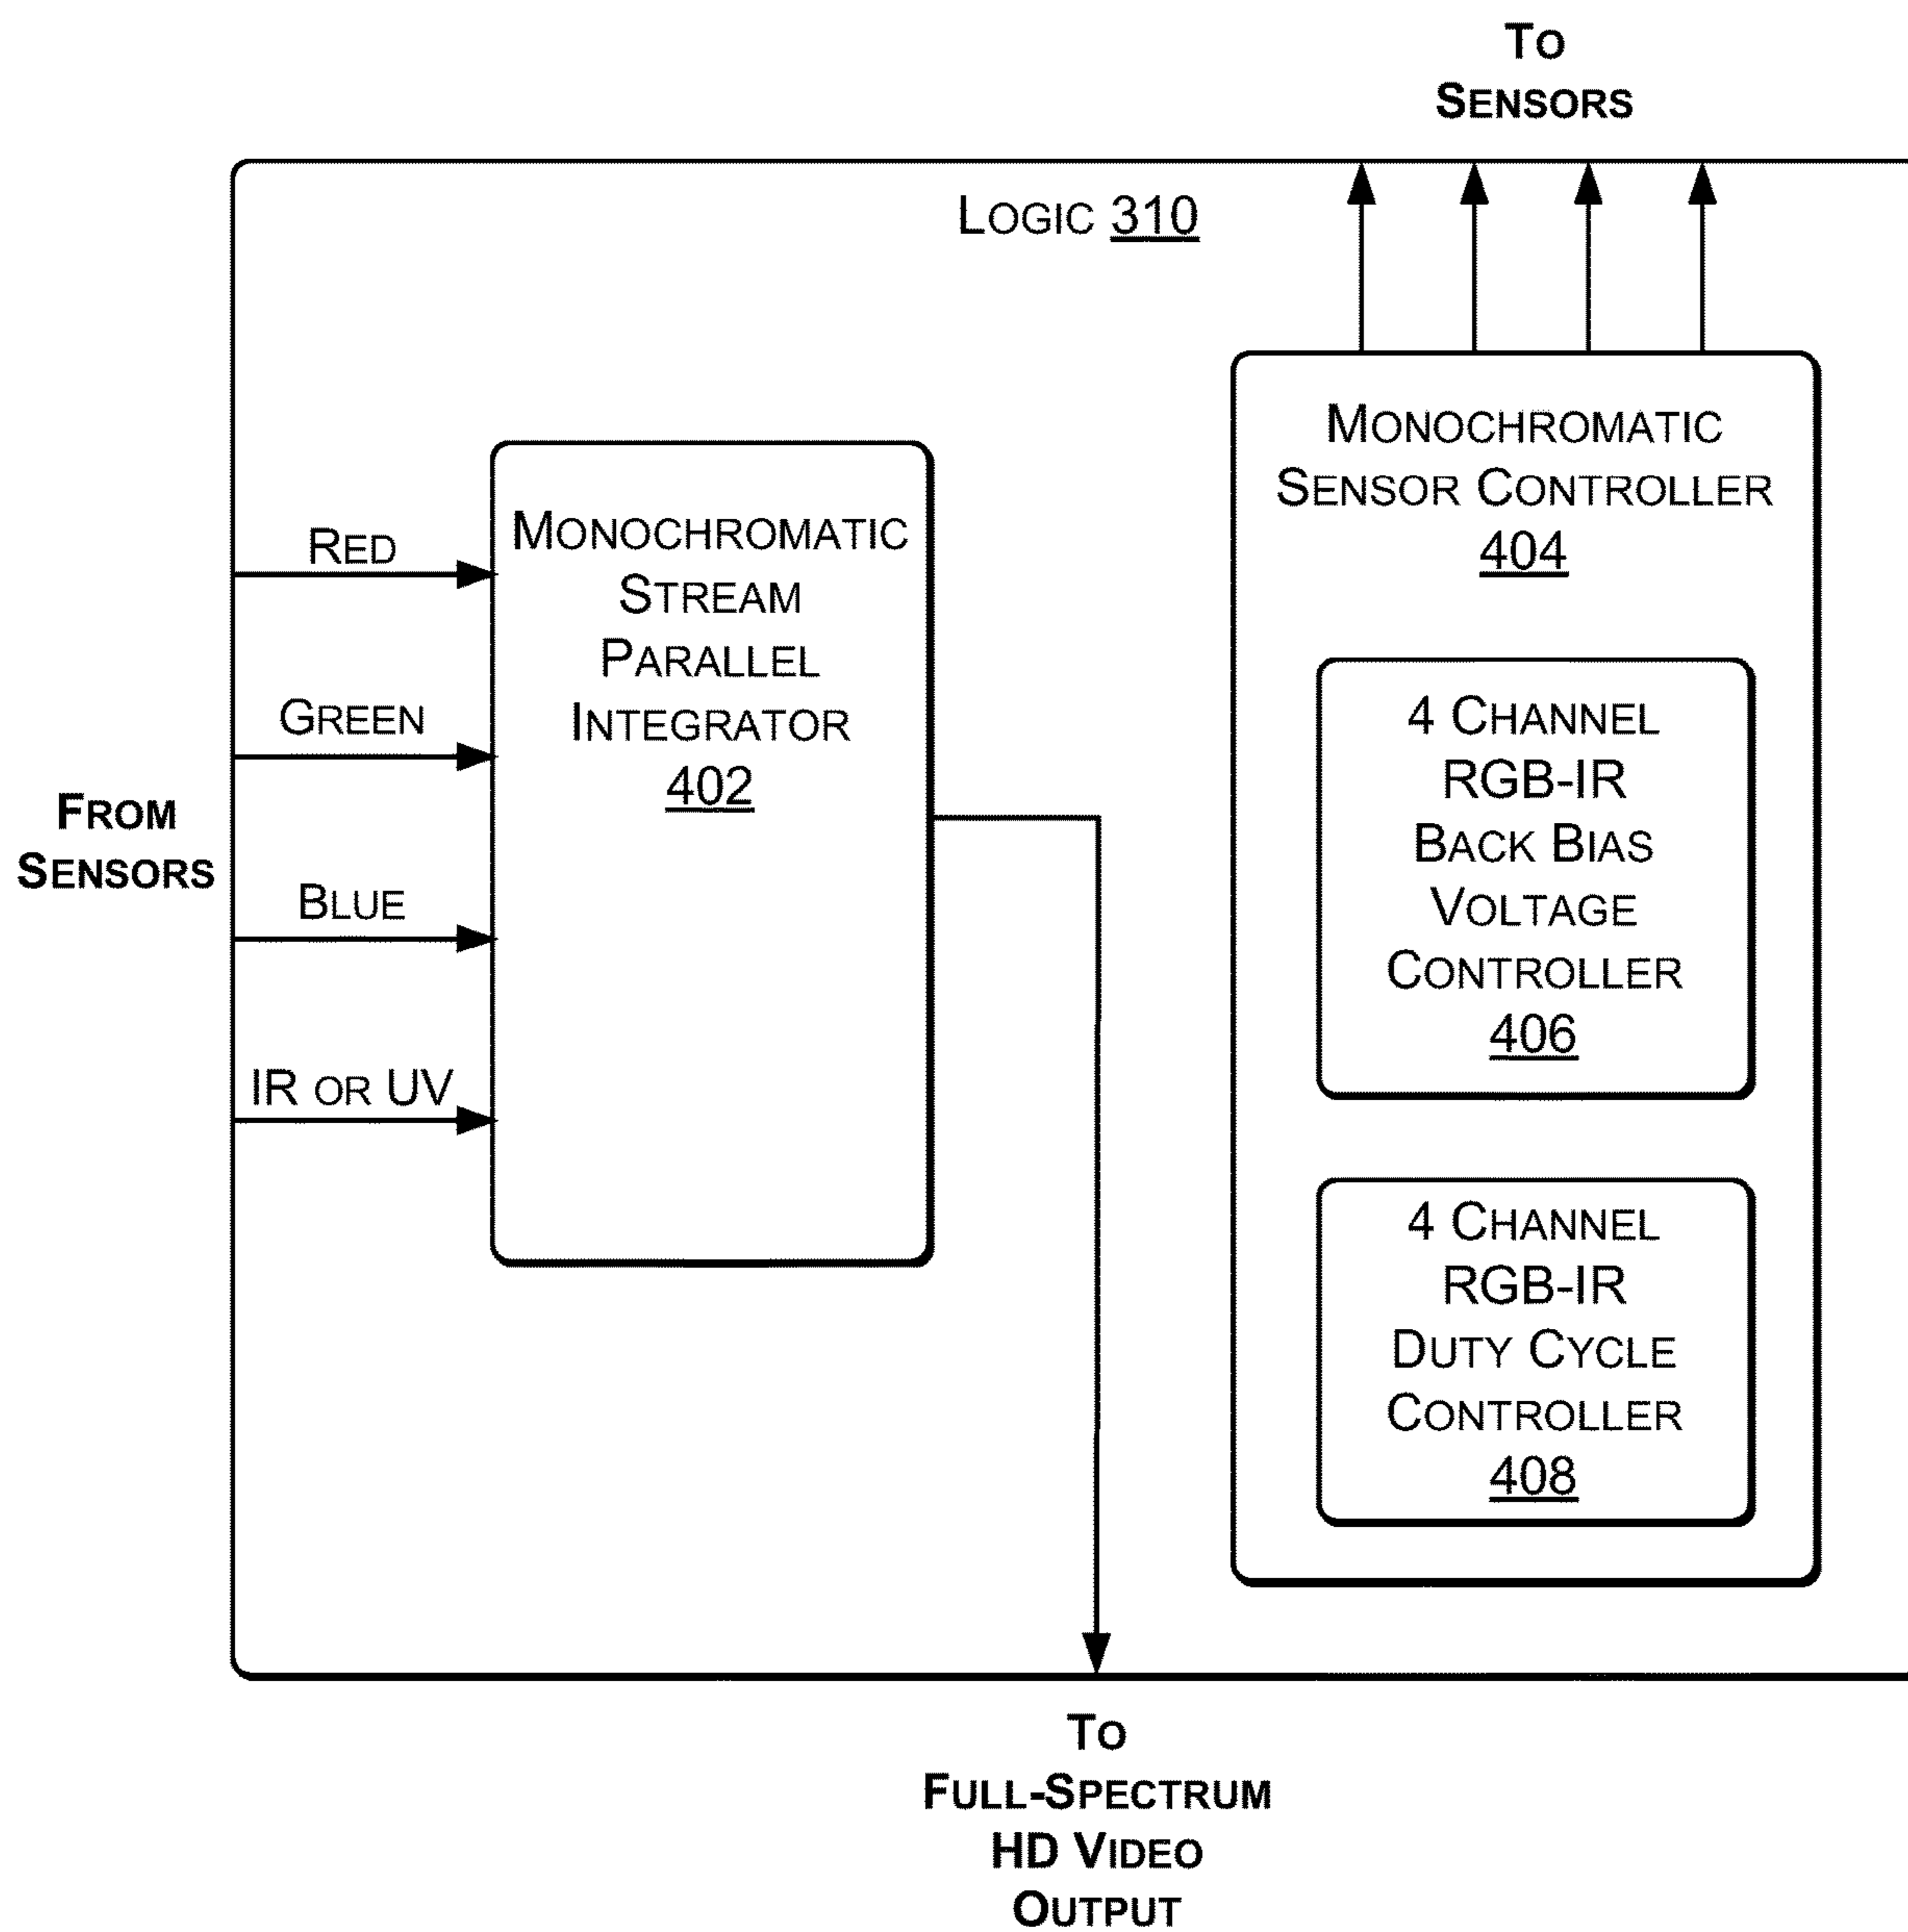 To
Sensors
Logic 310
From
Sensors
Red
Green
Blue
IR or UV
Monochromatic
Stream
Parallel
Integrator
402
Monochromatic
Sensor Controller
404
4 Channel
RGB-IR
Back Bias
Voltage
Controller
406
4 Channel
RGB-IR
Duty Cycle
Controller
408
To
Full-Spectrum
HD Video
Output